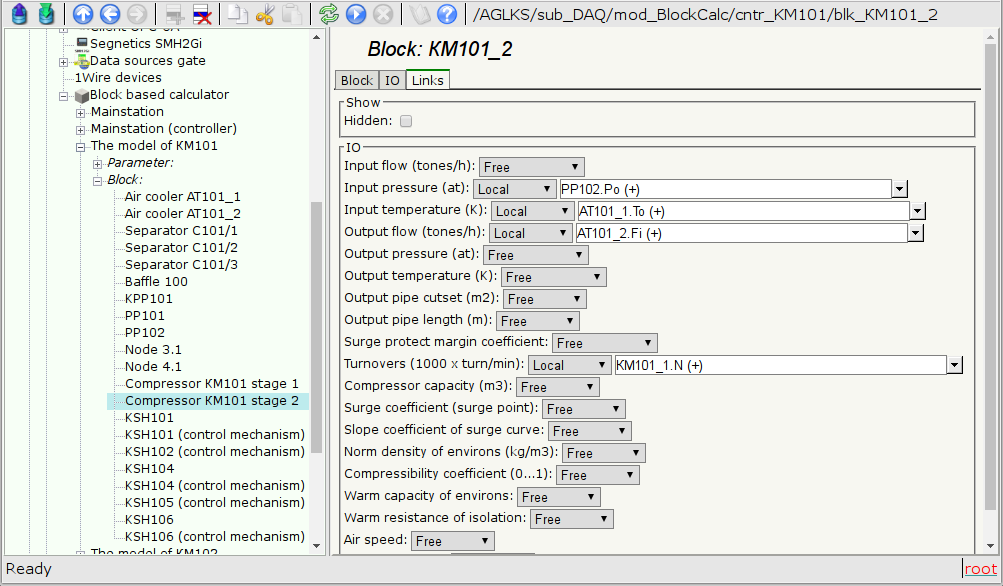 /AGLKS/sub_DAQ/mod_BlockCalc/cntr_KM101/blk_KM101_2
Segnetics SMH2Gi
Data sources gate
1Wire devices
Block based calculator
Mainstation
Mainstation (controller)
The model of KM101
Parameter:
Block:
Air cooler AT101_1
Air cooler AT101_2
Separator C101/1
Separator C101/2
Separator C101/3
Baffle 100
KPP101
PP101
PP102
Node 3.1
Node 4.1
Compressor KM101 stage 1
Compressor KM101 stage 2
KSH101
KSH101 (control mechanism)
KSH102 (control mechanism)
KSH104
KSH104 (control mechanism)
KSH105 (control mechanism)
KSH106
KSH106 (control mechanism)
The model of KM102
Block: KM101_2
Block IO Links
Show
Hidden:
IO
Input flow (tones/h): Free
Input pressure (at): Local PP102.Po (+)
Input temperature (K): Local AT101_1.To (+)
Output flow (tones/h): Local AT101_2.Fi (+)
Output pressure (at): Free
Output temperature (K): Free
Output pipe cutset (m2): Free
Output pipe length (m): Free
Surge protect margin coefficient: Free
Turnovers (1000 x turn/min): Local KM101_1.N (+)
Compressor capacity (m3): Free
Surge coefficient (surge point): Free
Slope coefficient of surge curve: Free
Norm density of environs (kg/m3): Free
Compressibility coefficient (0...1): Free
Warm capacity of environs: Free
Warm resistance of isolation: Free
Air speed: Free
Ready
root